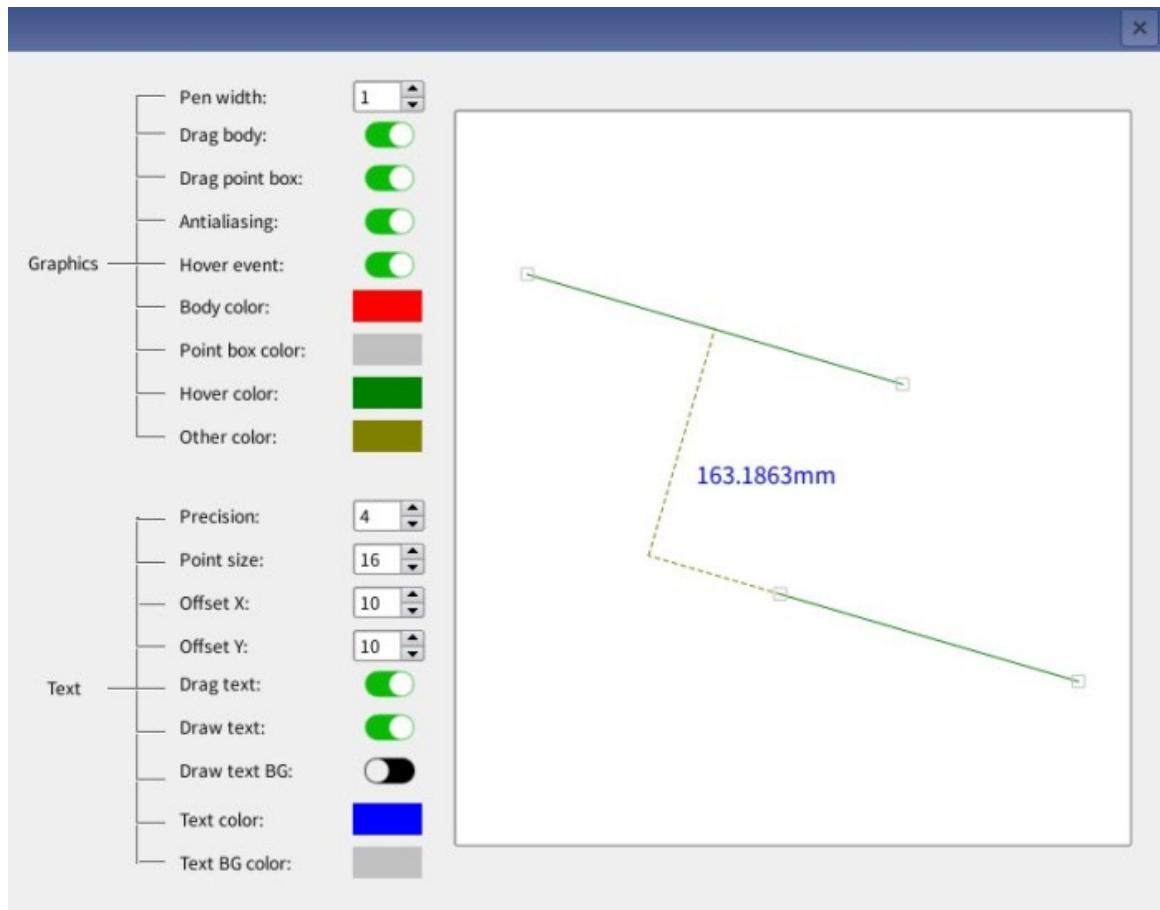 Graphics
Pen width: 1
Drag body:
Drag point box:
Antialiasing:
Hover event:
Body color:
Point box color:
Hover color:
Other color:
Text
Precision: 4
Point size: 16
Offset X: 10
Offset Y: 10
Drag text:
Draw text:
Draw text BG:
Text color:
Text BG color:
163.1863mm